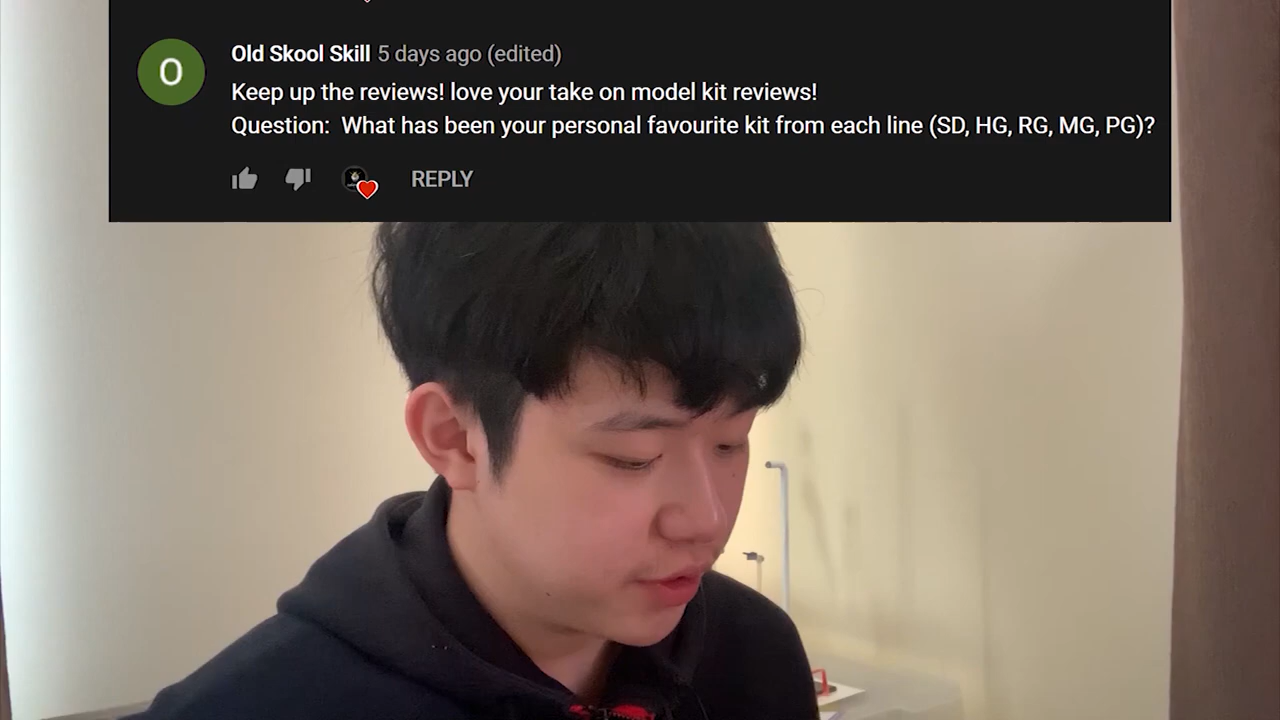 O
Old Skool Skill 5 days ago (edited)
Keep up the reviews! love your take on model kit reviews!
Question: What has been your personal favourite kit from each line (SD, HG, RG, MG, PG)?
REPLY